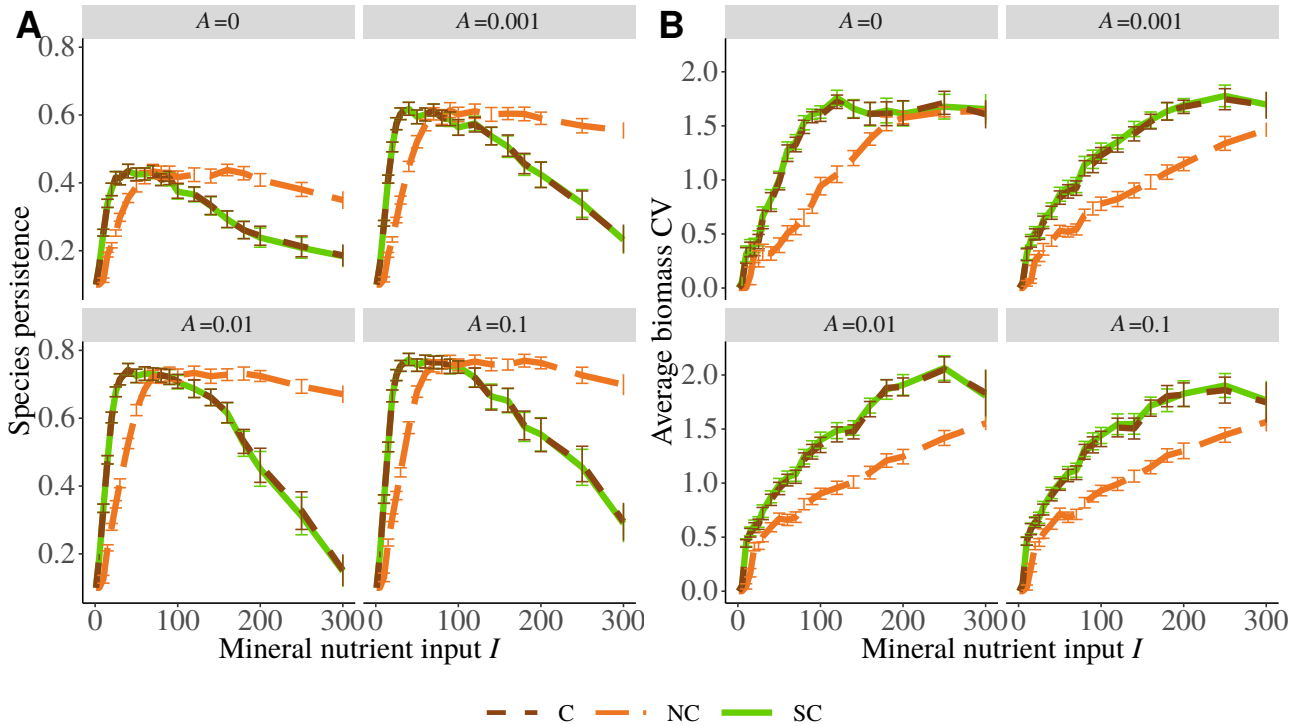 A
A=0
A=0.001
0.8
0.6
0.4
0.2
A=0.01
A=0.1
0.8
0.6
0.4
0.2
0
100
200
300
0
100
200
300
Species persistence
Mineral nutrient input I
B
A=0
A=0.001
2.0
1.5
1.0
0.5
0.0
A=0.01
A=0.1
2.0
1.5
1.0
0.5
0.0
0
100
200
300
0
100
200
300
Average biomass CV
Mineral nutrient input I
C
NC
SC